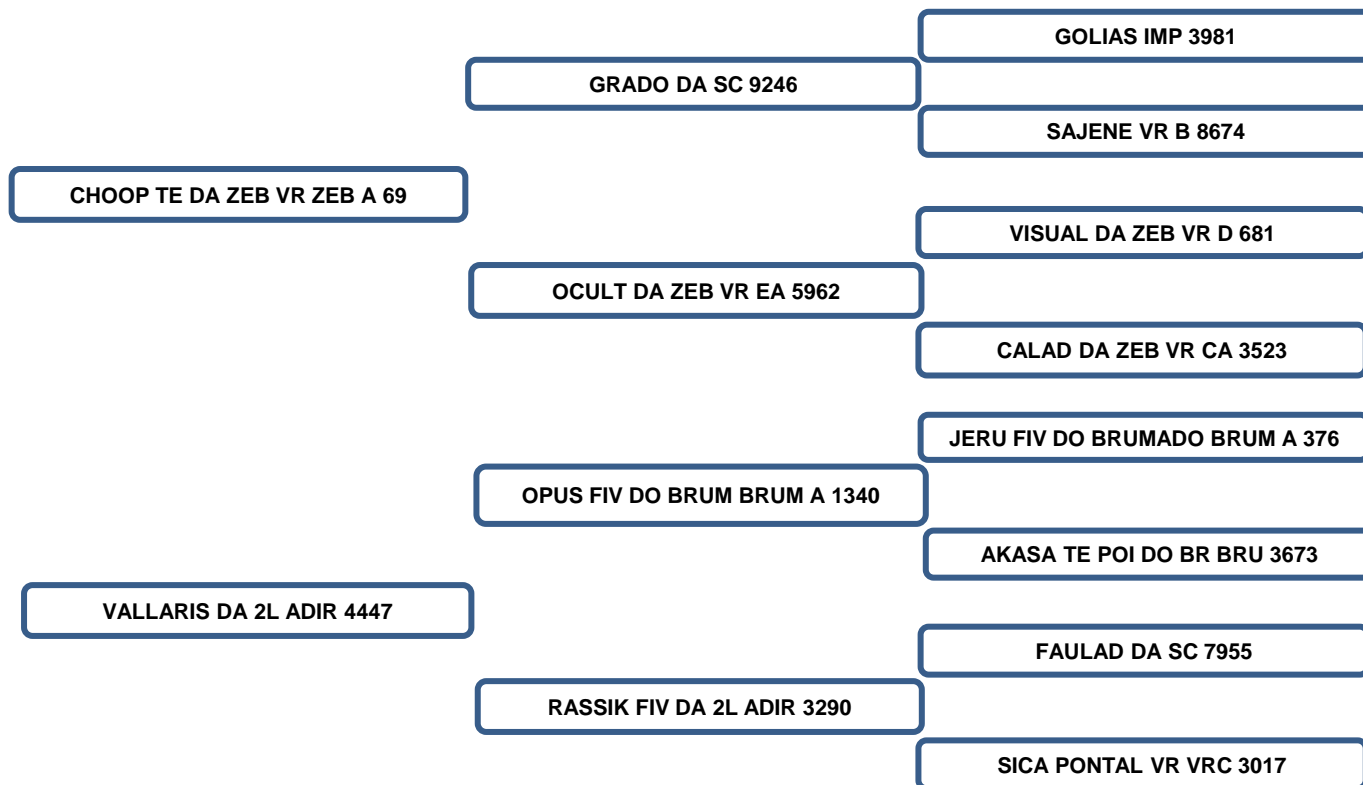 GOLIAS IMP 3981
GRADO DA SC 9246
SAJENE VR B 8674
CHOOP TE DA ZEB VR ZEB A 69
VISUAL DA ZEB VR D 681
OCULT DA ZEB VR EA 5962
CALAD DA ZEB VR CA 3523
JERU FIV DO BRUMADO BRUM A 376
OPUS FIV DO BRUM BRUM A 1340
AKASA TE POI DO BR BRU 3673
VALLARIS DA 2L ADIR 4447
FAULAD DA SC 7955
RASSIK FIV DA 2L ADIR 3290
SICA PONTAL VR VRC 3017